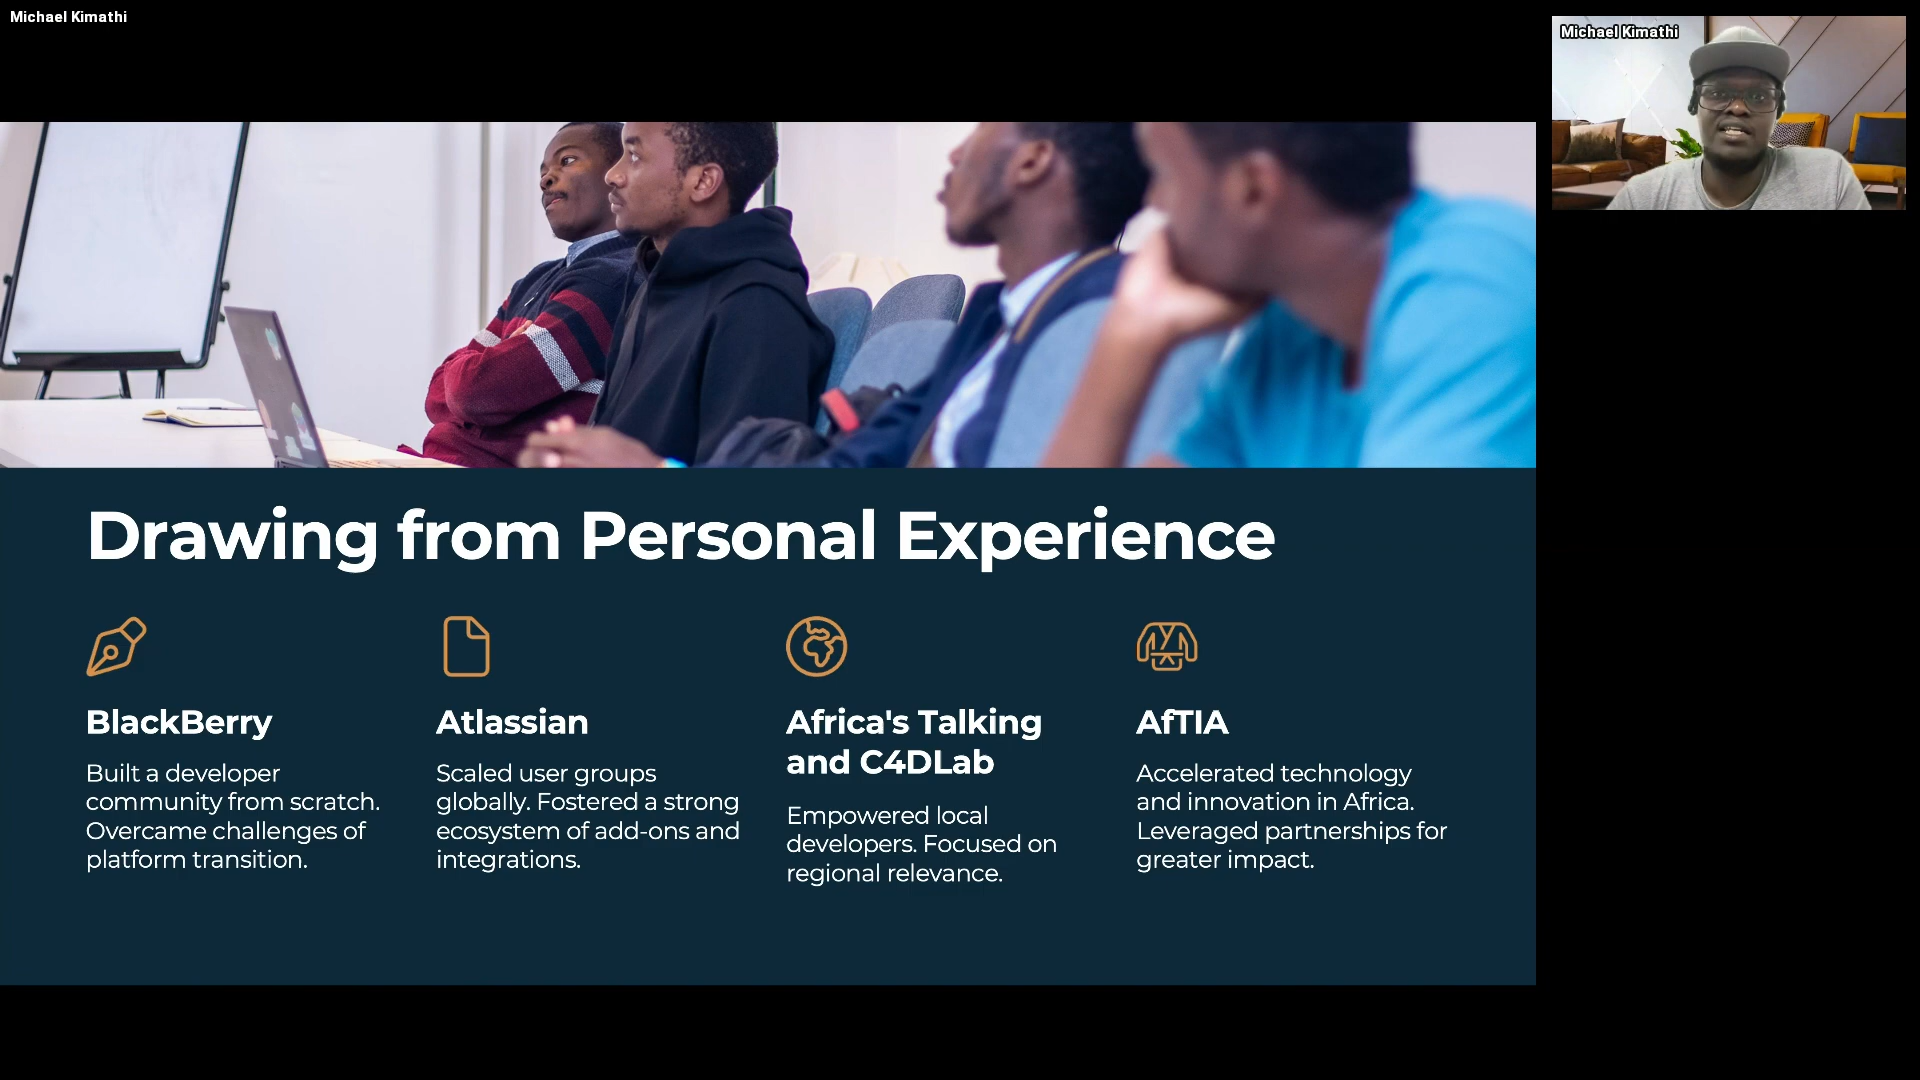 Michael Kimathi
Michael Kimathi
Drawing from Personal Experience
BlackBerry
Built a developer
community from scratch.
Overcame challenges of
platform transition.
Atlassian
Scaled user groups
globally. Fostered a strong
ecosystem of add-ons and
integrations.
Africa's Talking
and C4DLab
Empowered local
developers. Focused on
regional relevance.
AfTIA
Accelerated technology
and innovation in Africa.
Leveraged partnerships for
greater impact.